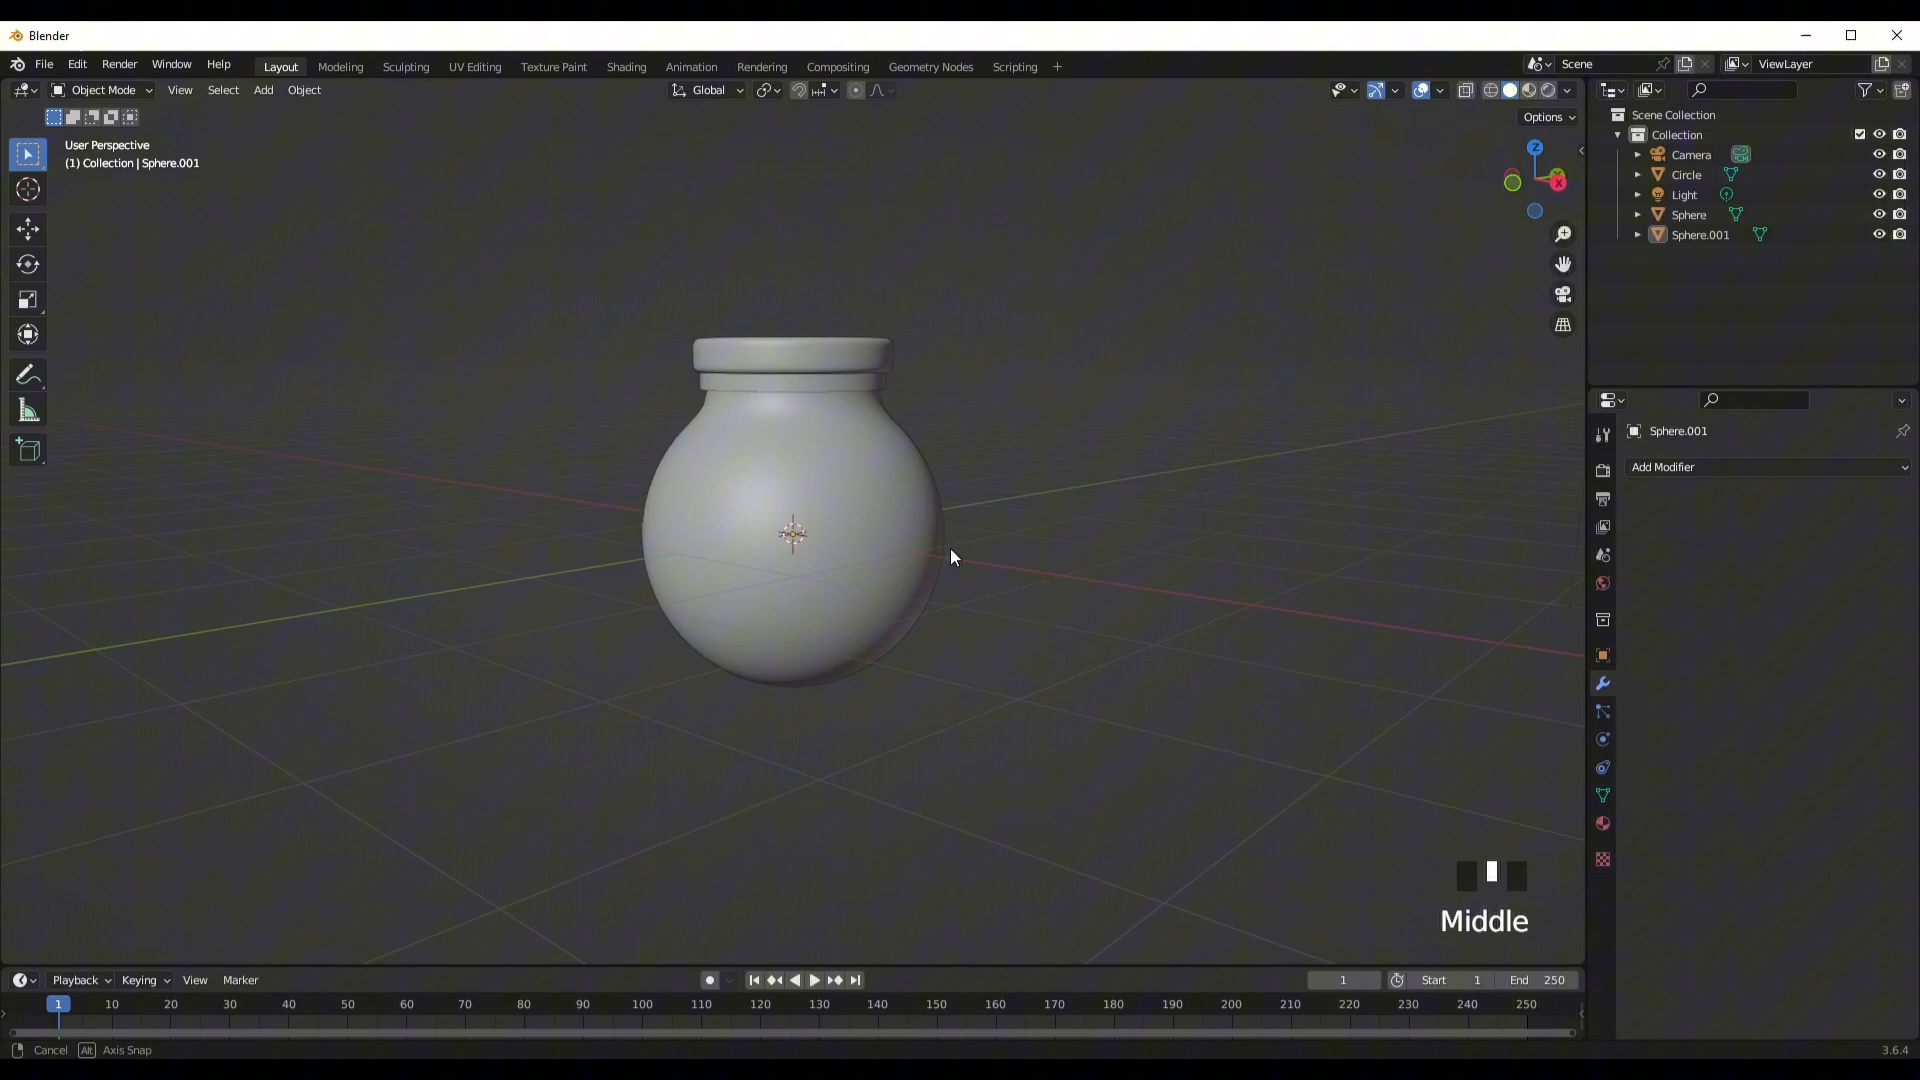 Blender
File Edit Render Window Help
Layout Modeling Sculpting UV Editing Texture Paint Shading Animation Rendering Compositing Geometry Nodes Scripting +
Scene
ViewLayer
Object Mode View Select Add Object
Global
Options
User Perspective
(1) Collection | Sphere.001
Z
Y
X
Scene Collection
Collection
Camera
Circle
Light
Sphere
Sphere.001
Sphere.001
Add Modifier
Middle
Playback Keying View Marker
1
Start 1
End 250
1 10 20 30 40 50 60 70 80 90 100 110 120 130 140 150 160 170 180 190 200 210 220 230 240 250
Cancel Alt Axis Snap
3.6.4